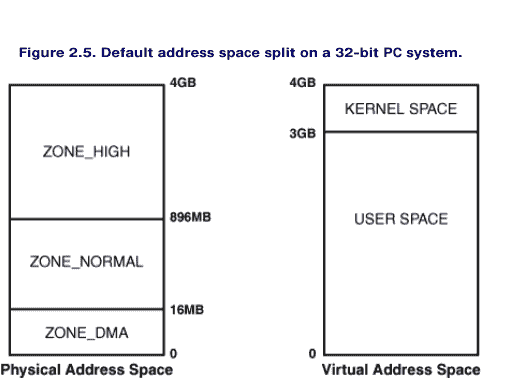 Figure 2.5. Default address space split on a 32-bit PC system.
4GB
ZONE_HIGH
896MB
ZONE_NORMAL
16MB
ZONE_DMA
0
Physical Address Space
4GB
KERNEL SPACE
3GB
USER SPACE
0
Virtual Address Space